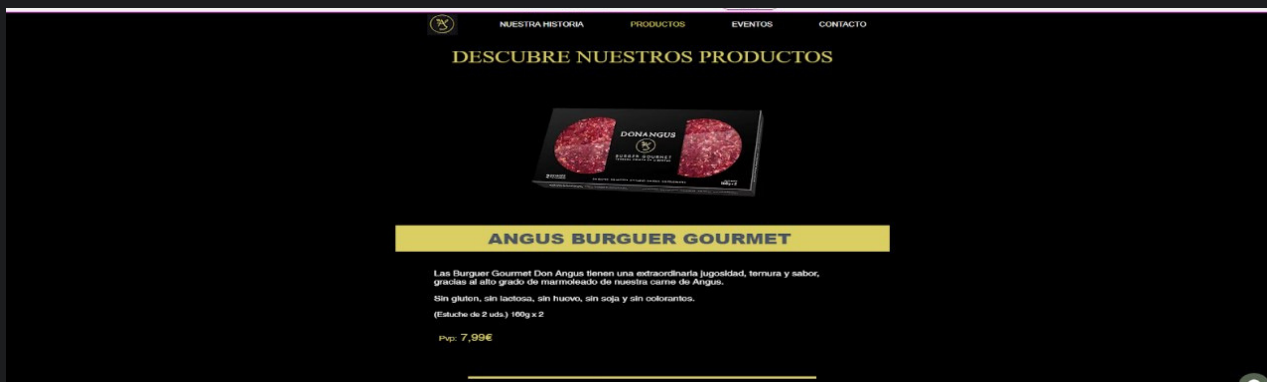 NUESTRA HISTORIA PRODUCTOS EVENTOS CONTACTO
DESCUBRE NUESTROS PRODUCTOS
DONANGUS
BURGER GOURMET
ANGUS BURGUER GOURMET
Las Burguer Gourmet Don Angus tienen una extraordinaria jugosidad, ternura y sabor,
gracias al alto grado de marmoleado de nuestra carne de Angus.
Sin gluten, sin lactosa, sin huevo, sin soja y sin colorantes.
(Estuche de 2 uds.) 160g x 2
Pvp: 7,99€